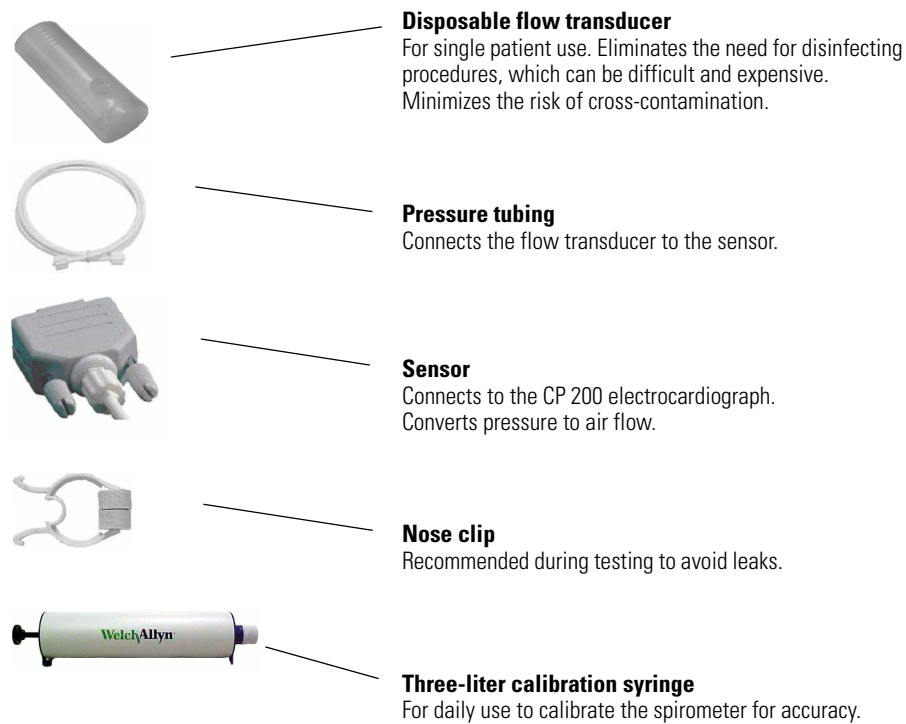 Disposable flow transducer
For single patient use. Eliminates the need for disinfecting
procedures, which can be difficult and expensive.
Minimizes the risk of cross-contamination.
Pressure tubing
Connects the flow transducer to the sensor.
Sensor
Connects to the CP 200 electrocardiograph.
Converts pressure to air flow.
Nose clip
Recommended during testing to avoid leaks.
WelchAllyn
Three-liter calibration syringe
For daily use to calibrate the spirometer for accuracy.